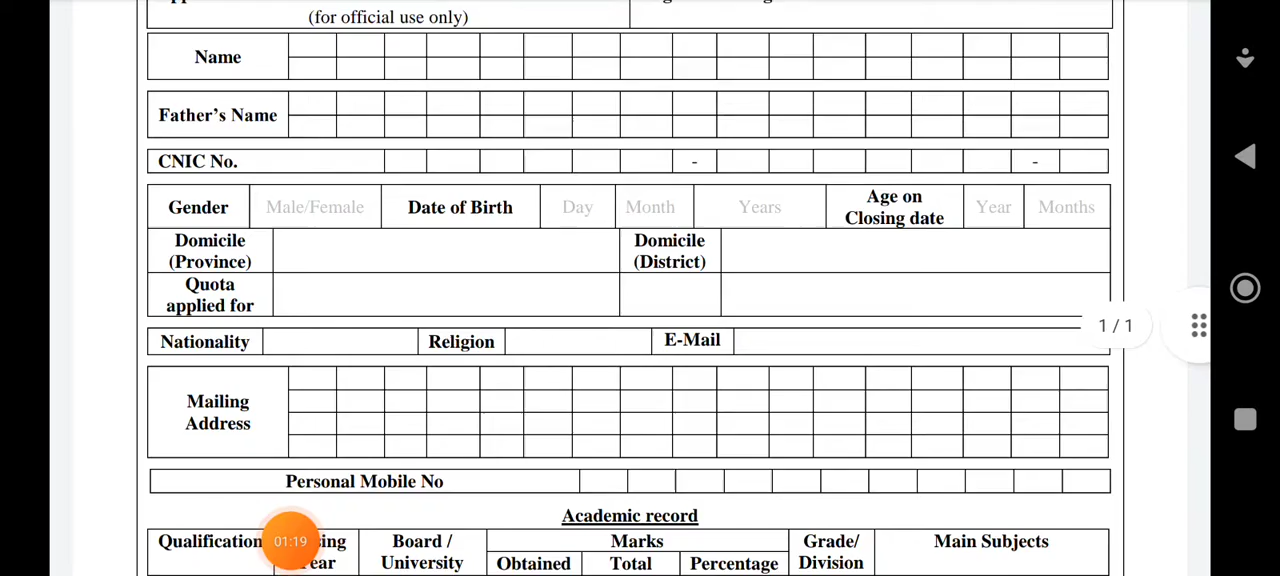 (for official use only)
Name
Father's Name
CNIC No. - -
Gender Male/Female Date of Birth Day Month Years Age on Closing date Year Months
Domicile (Province) Domicile (District)
Quota applied for
1 / 1
Nationality Religion E-Mail
Mailing Address
Personal Mobile No
Academic record
Qualification Board / University Marks Grade/ Division Main Subjects
Obtained Total Percentage
01:19